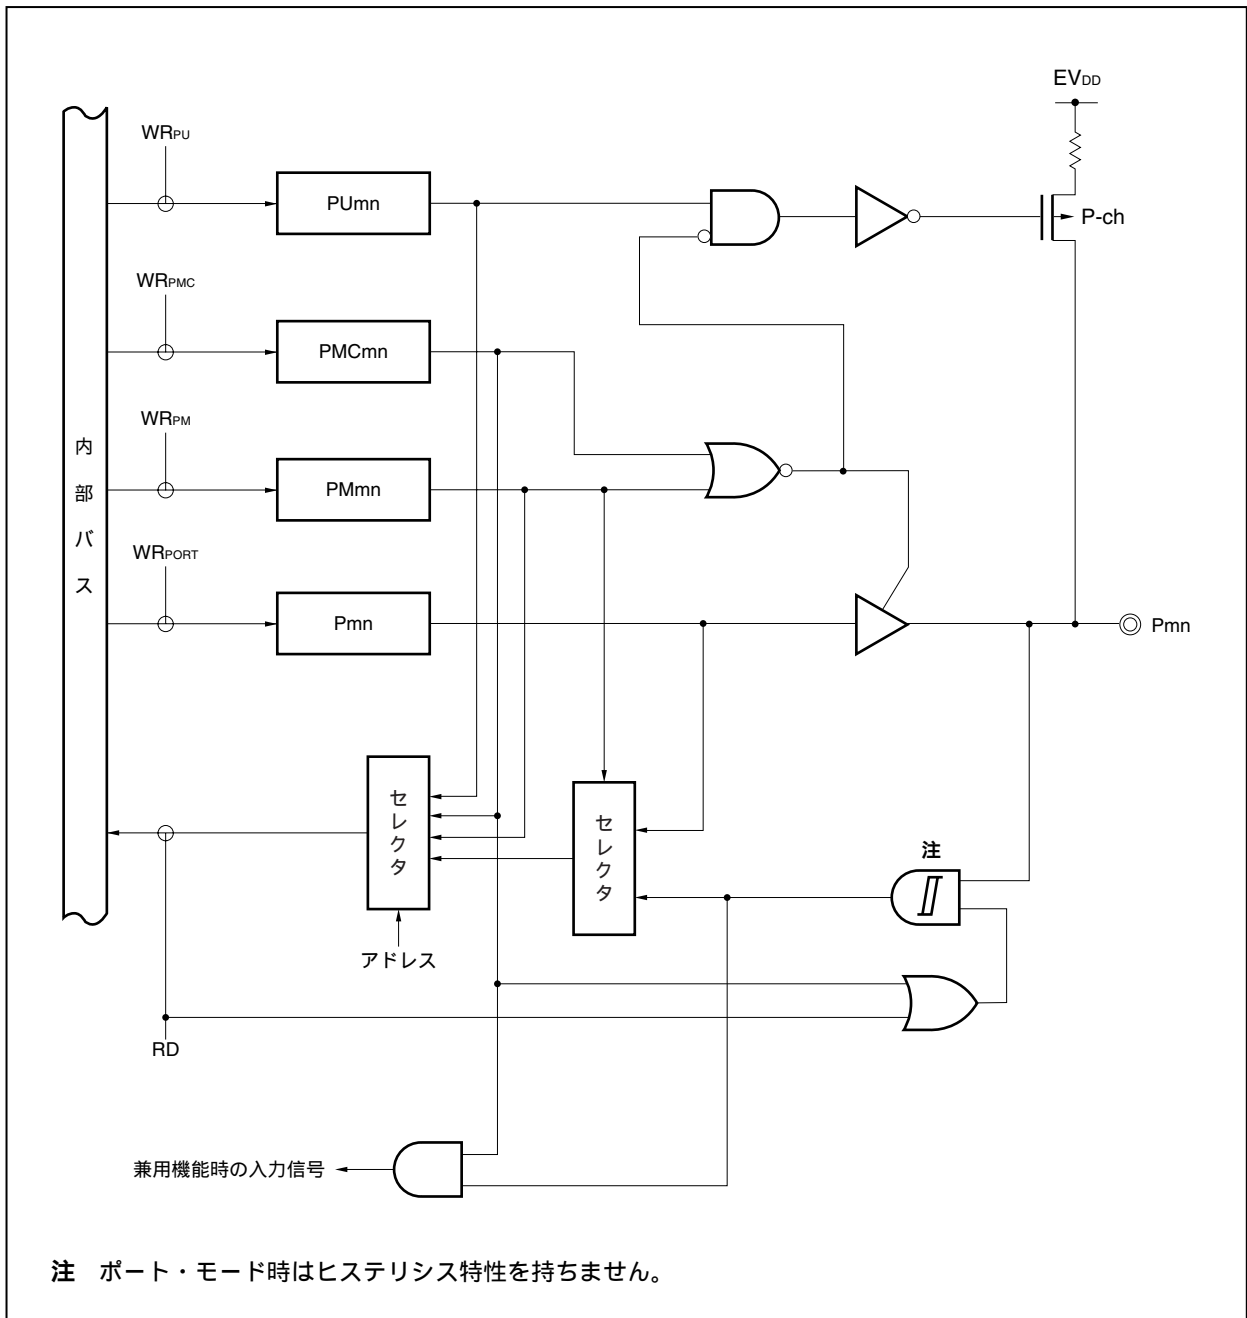 EVDD
WRPU
PUmn
P-ch
WRPMC
PMCmn
WRPM
PMmn
内部バス
WRPORT
Pmn
Pmn
セレクタ
セレクタ
注
アドレス
RD
兼用機能時の入力信号
注 ポート・モード時はヒステリシス特性を持ちません。